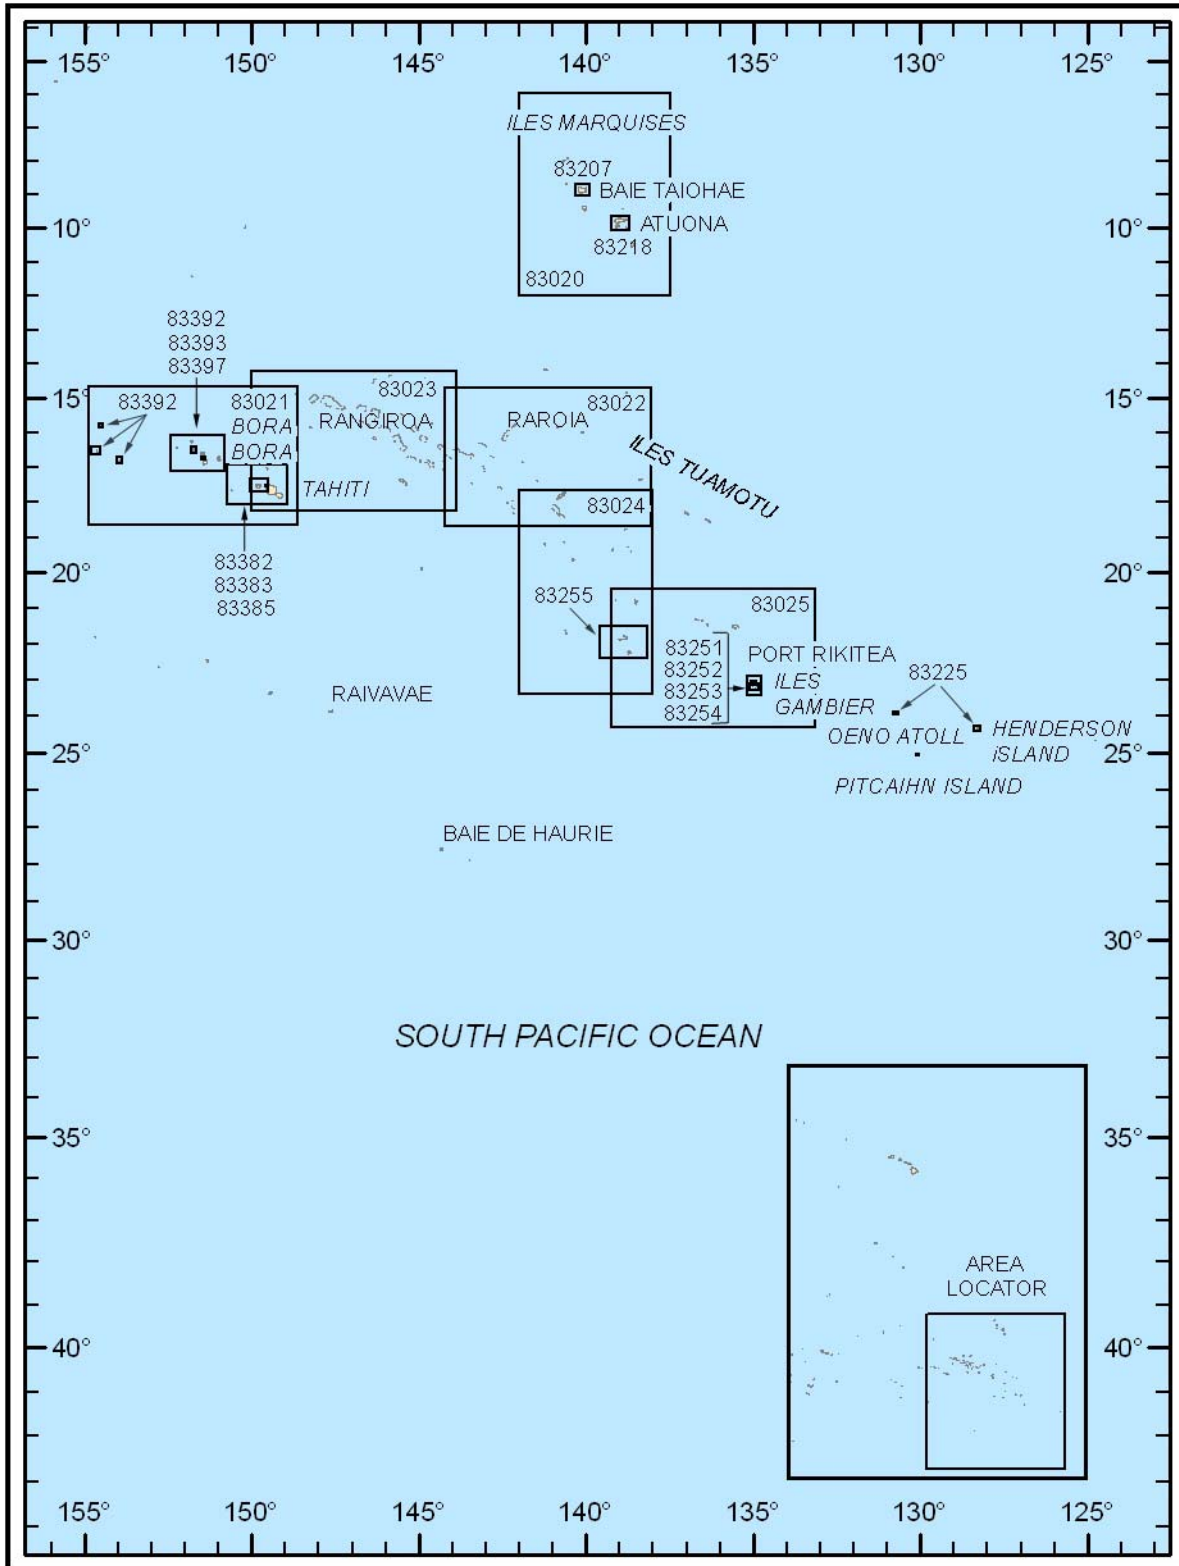 155° 150° 145° 140° 135° 130° 125°
ILES MARQUISES
83207
BAIE TAIOHAE
ATUONA
83218
83020
10° 10°
83392
83393
83397
15° 15°
83392
83021
BORA
BORA
83023
RANGIROA
83022
RAROIA
ILES TUAMOTU
TAHITI
83024
83382
83383
83385
20° 20°
83255
83025
83251
83252
83253
83254
PORT RIKITEA
ILES
GAMBIER
83225
RAIVAVAE
OENO ATOLL
HENDERSON
iSLAND
25° 25°
PITCAIHN ISLAND
BAIE DE HAURIE
30° 30°
SOUTH PACIFIC OCEAN
35° 35°
AREA
LOCATOR
40° 40°
155° 150° 145° 140° 135° 130° 125°